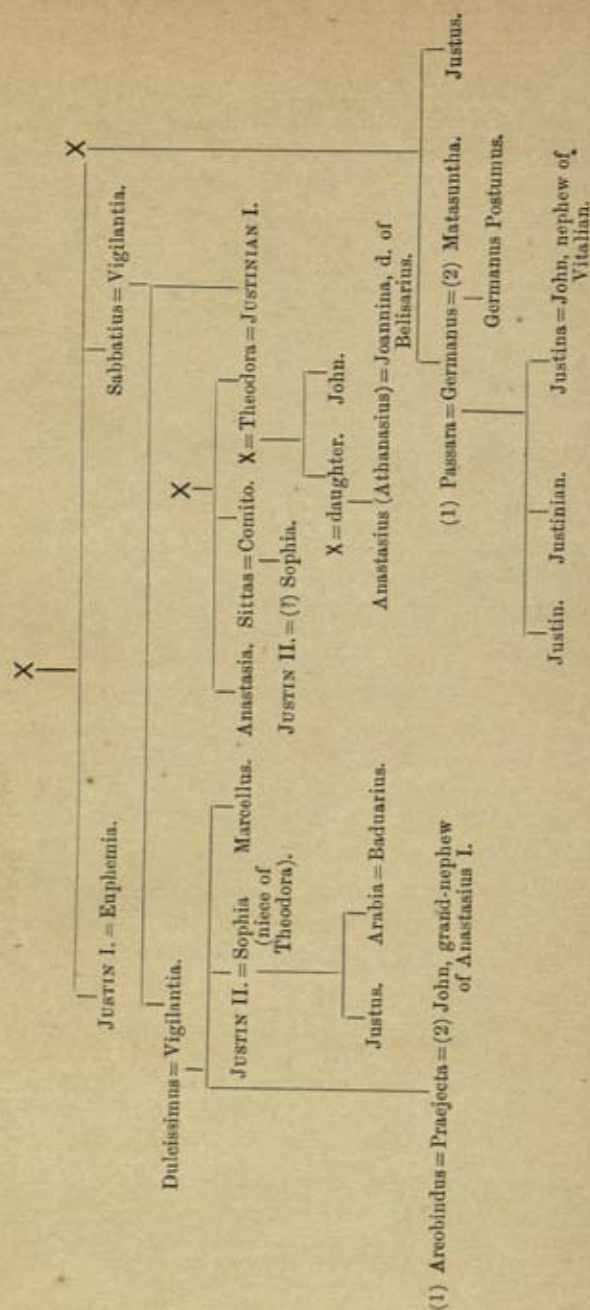 X
X
JUSTIN I. = Euphemia. Sabbatius = Vigilantia.
Dulcissimus = Vigilantia.
X
JUSTIN II. = Sophia Marcellus. Anastasia. Sittas = Comito. X = Theodora = JUSTINIAN I.
(niece of
Theodora).
JUSTIN II. = (?) Sophia.
X = daughter. John.
Justus. Arabia = Baduarius.
Anastasius (Athanasius) = Joannina, d. of
Belisarius.
(1) Areobindus = Praejecta = (2) John, grand-nephew
of Anastasius I.
(1) Passara = Germanus = (2) Matasuntha. Justus.
Germanus Postumus.
Justin. Justinian. Justina = John, nephew of
Vitalian.